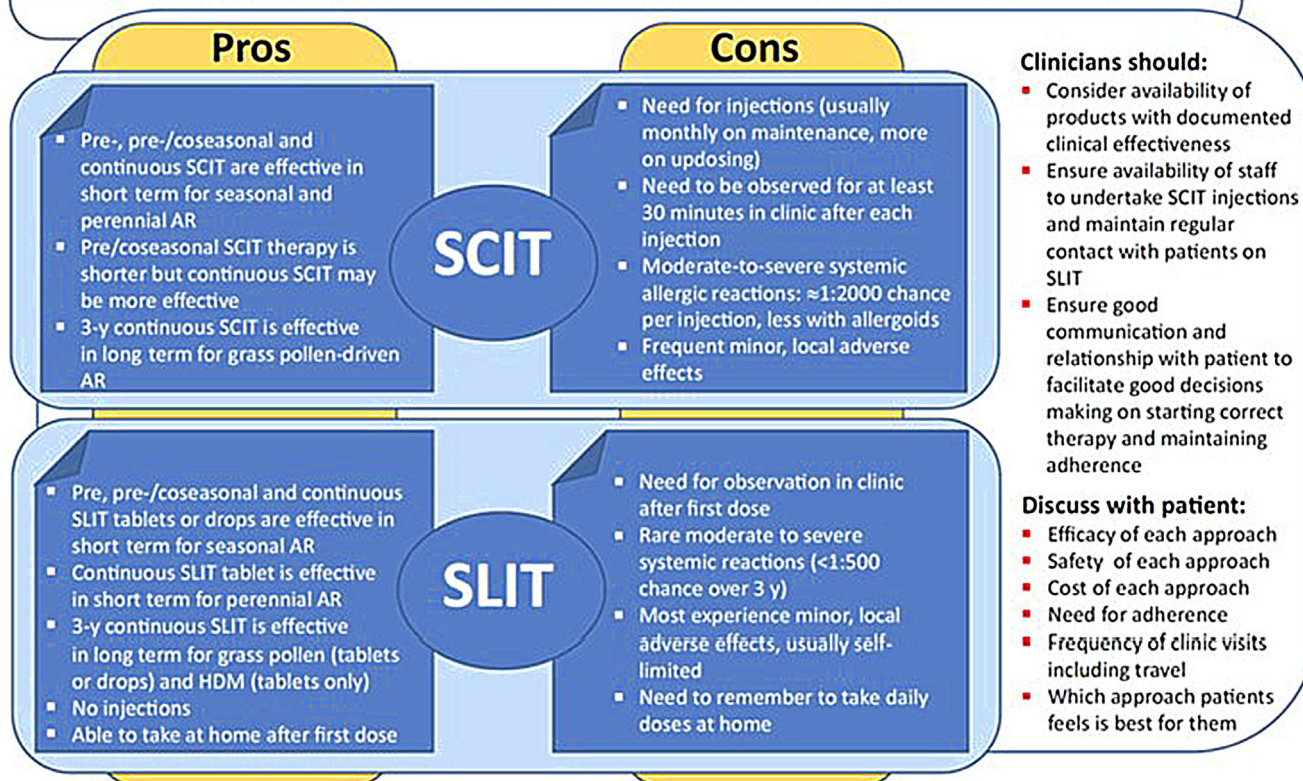 Pros
Cons
Pre-, pre-/coseasonal and
continuous SCIT are effective in
short term for seasonal and
perennial AR
Pre/coseasonal SCIT therapy is
shorter but continuous SCIT may
be more effective
3-y continuous SCIT is effective
in long term for grass pollen-driven
AR
SCIT
Need for injections (usually
monthly on maintenance, more
on updosing)
Need to be observed for at least
30 minutes in clinic after each
injection
Moderate-to-severe systemic
allergic reactions: ≈1:2000 chance
per injection, less with allergoids
Frequent minor, local adverse
effects
Pre, pre-/coseasonal and continuous
SLIT tablets or drops are effective in
short term for seasonal AR
Continuous SLIT tablet is effective
in short term for perennial AR
3-y continuous SLIT is effective
in long term for grass pollen (tablets
or drops) and HDM (tablets only)
No injections
Able to take at home after first dose
SLIT
Need for observation in clinic
after first dose
Rare moderate to severe
systemic reactions (<1:500
chance over 3 y)
Most experience minor, local
adverse effects, usually self-
limited
Need to remember to take daily
doses at home
Clinicians should:
Consider availability of
products with documented
clinical effectiveness
Ensure availability of staff
to undertake SCIT injections
and maintain regular
contact with patients on
SLIT
Ensure good
communication and
relationship with patient to
facilitate good decisions
making on starting correct
therapy and maintaining
adherence
Discuss with patient:
Efficacy of each approach
Safety of each approach
Cost of each approach
Need for adherence
Frequency of clinic visits
including travel
Which approach patients
feels is best for them